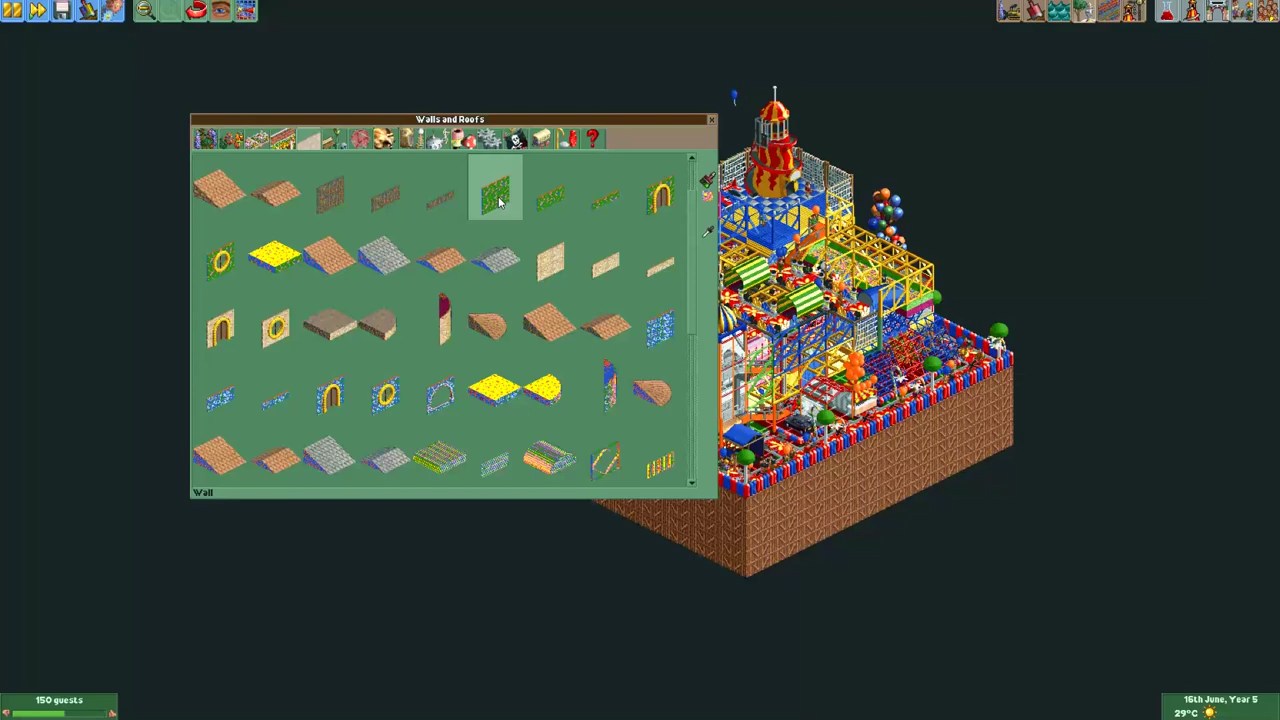 Walls and Roofs
Wall
150 guests
16th June, Year 5
29°C